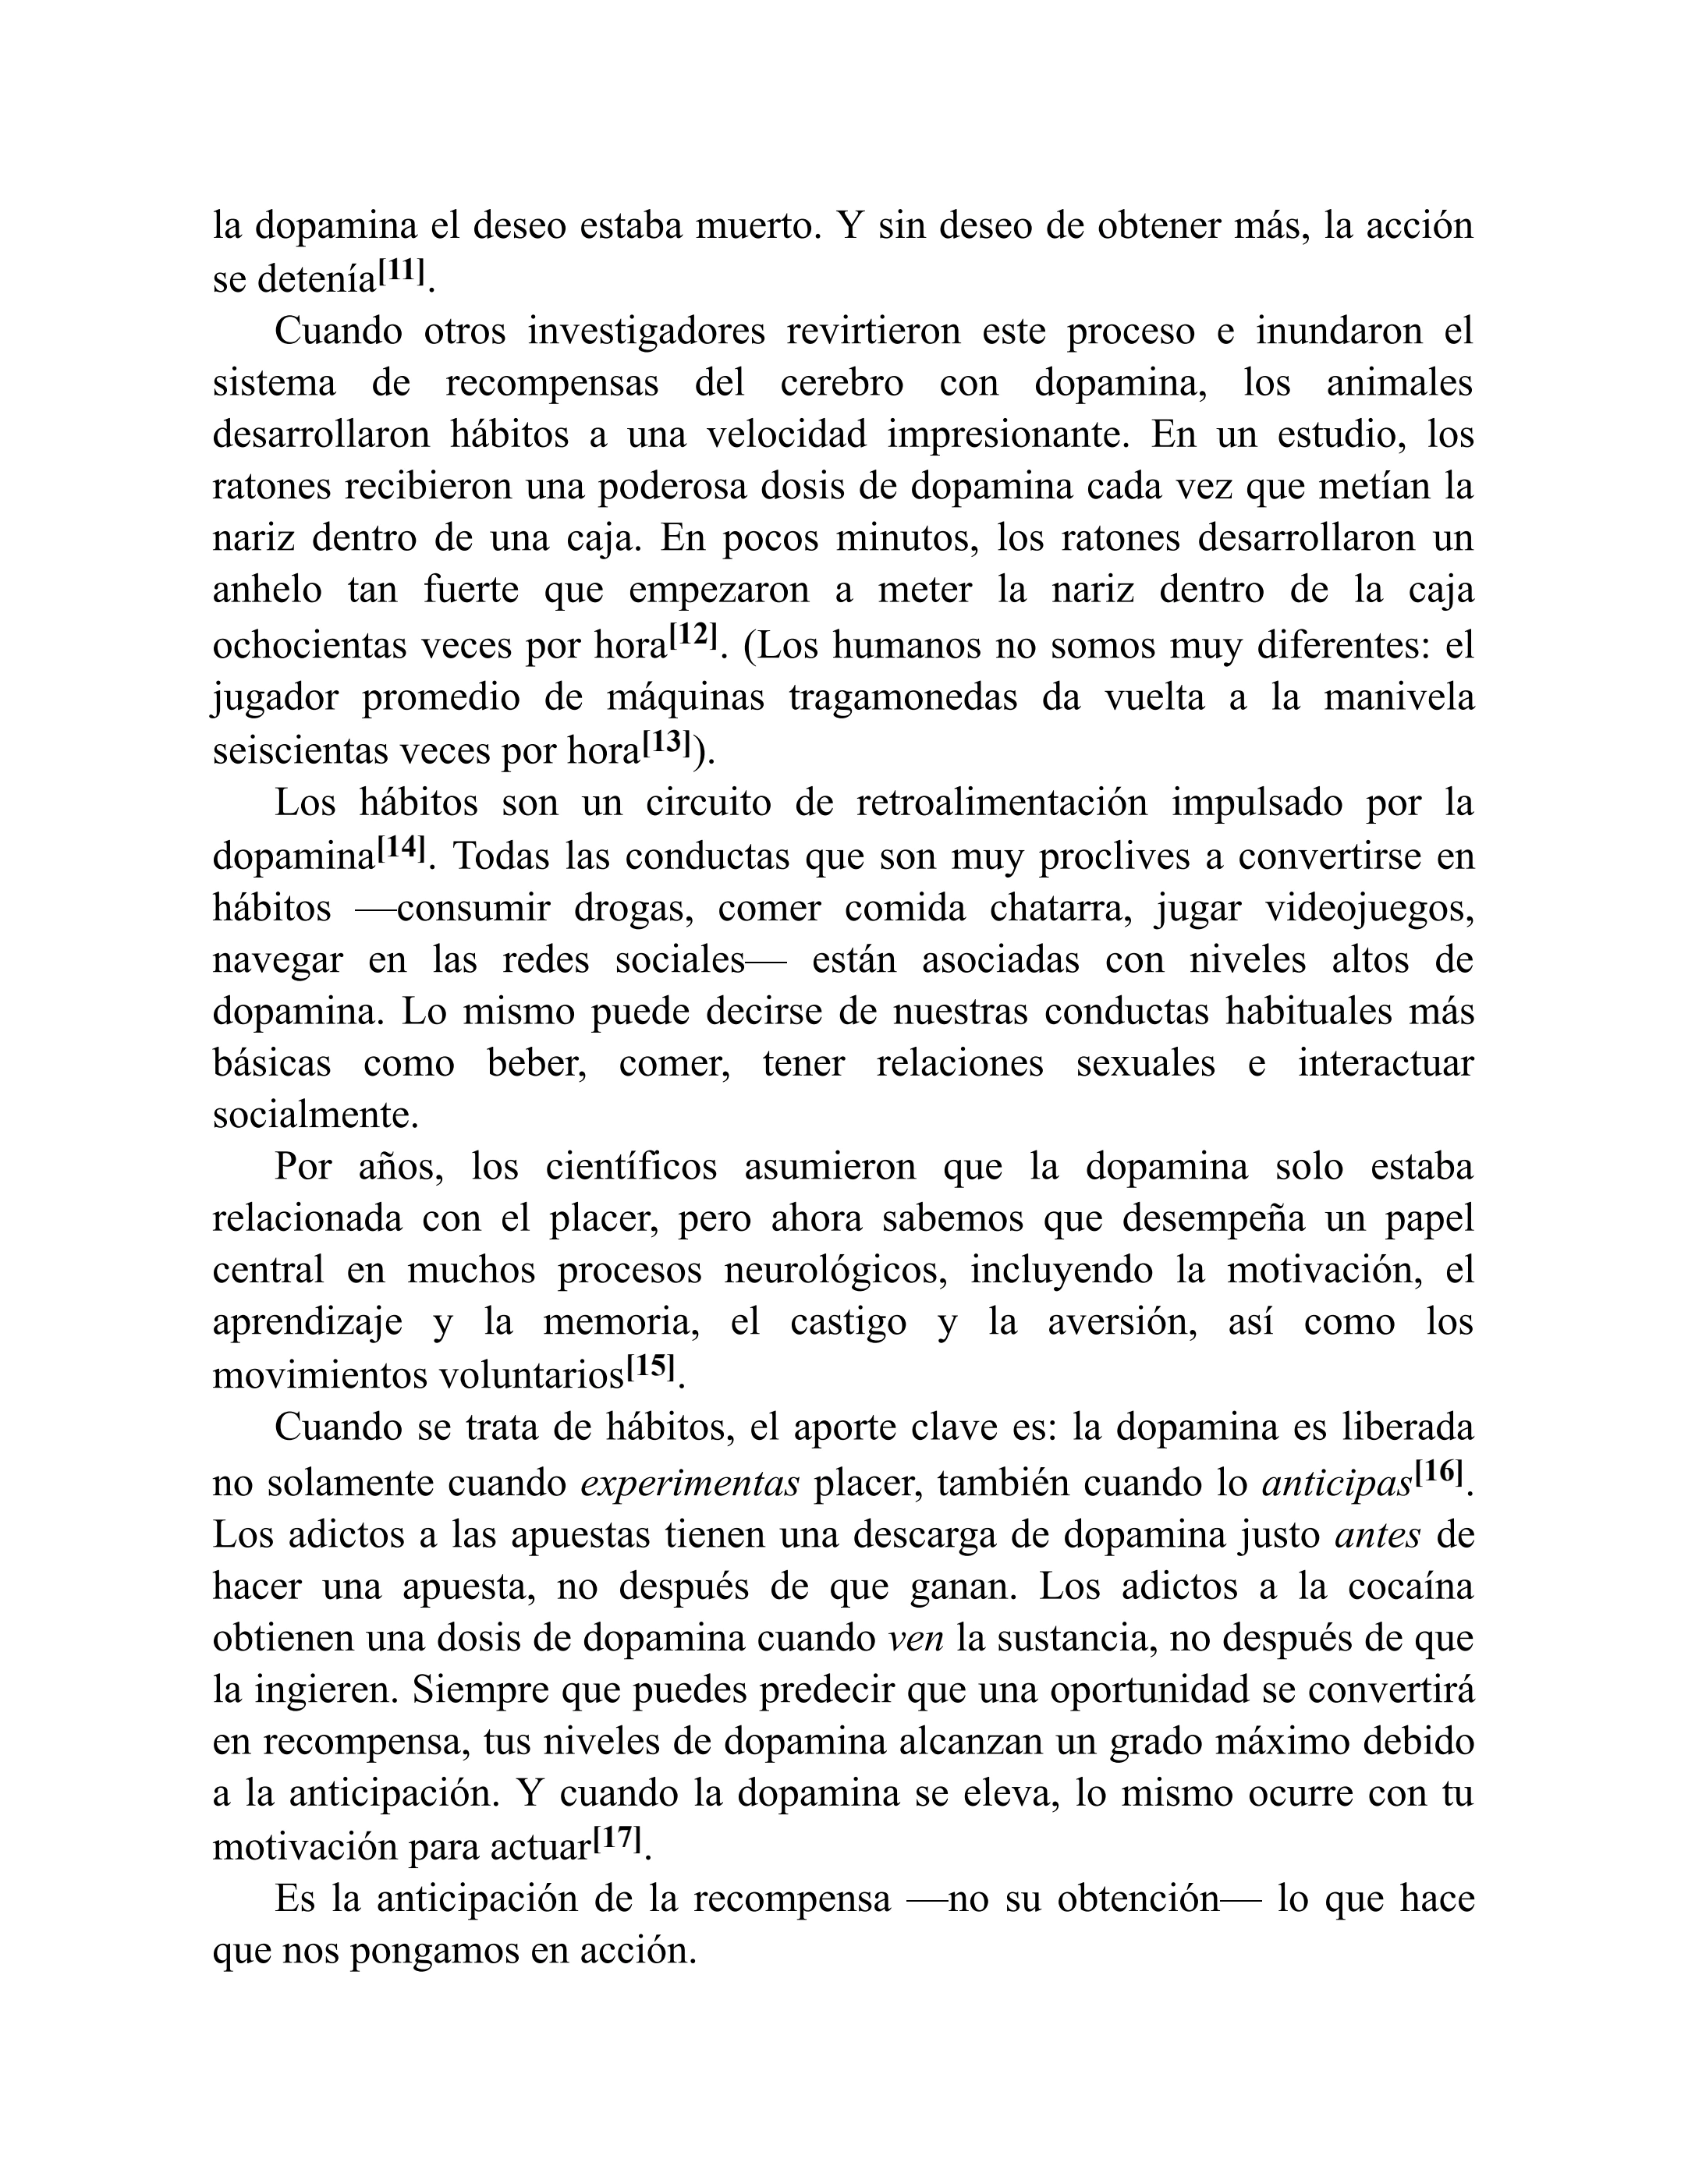 la dopamina el deseo estaba muerto. Y sin deseo de obtener más, la acción
se detenía[11].
Cuando otros investigadores revirtieron este proceso e inundaron el
sistema de recompensas del cerebro con dopamina, los animales
desarrollaron hábitos a una velocidad impresionante. En un estudio, los
ratones recibieron una poderosa dosis de dopamina cada vez que metían la
nariz dentro de una caja. En pocos minutos, los ratones desarrollaron un
anhelo tan fuerte que empezaron a meter la nariz dentro de la caja
ochocientas veces por hora[12]. (Los humanos no somos muy diferentes: el
jugador promedio de máquinas tragamonedas da vuelta a la manivela
seiscientas veces por hora[13]).
Los hábitos son un circuito de retroalimentación impulsado por la
dopamina[14]. Todas las conductas que son muy proclives a convertirse en
hábitos —consumir drogas, comer comida chatarra, jugar videojuegos,
navegar en las redes sociales— están asociadas con niveles altos de
dopamina. Lo mismo puede decirse de nuestras conductas habituales más
básicas como beber, comer, tener relaciones sexuales e interactuar
socialmente.
Por años, los científicos asumieron que la dopamina solo estaba
relacionada con el placer, pero ahora sabemos que desempeña un papel
central en muchos procesos neurológicos, incluyendo la motivación, el
aprendizaje y la memoria, el castigo y la aversión, así como los
movimientos voluntarios[15].
Cuando se trata de hábitos, el aporte clave es: la dopamina es liberada
no solamente cuando experimentas placer, también cuando lo anticipas[16].
Los adictos a las apuestas tienen una descarga de dopamina justo antes de
hacer una apuesta, no después de que ganan. Los adictos a la cocaína
obtienen una dosis de dopamina cuando ven la sustancia, no después de que
la ingieren. Siempre que puedes predecir que una oportunidad se convertirá
en recompensa, tus niveles de dopamina alcanzan un grado máximo debido
a la anticipación. Y cuando la dopamina se eleva, lo mismo ocurre con tu
motivación para actuar[17].
Es la anticipación de la recompensa —no su obtención— lo que hace
que nos pongamos en acción.